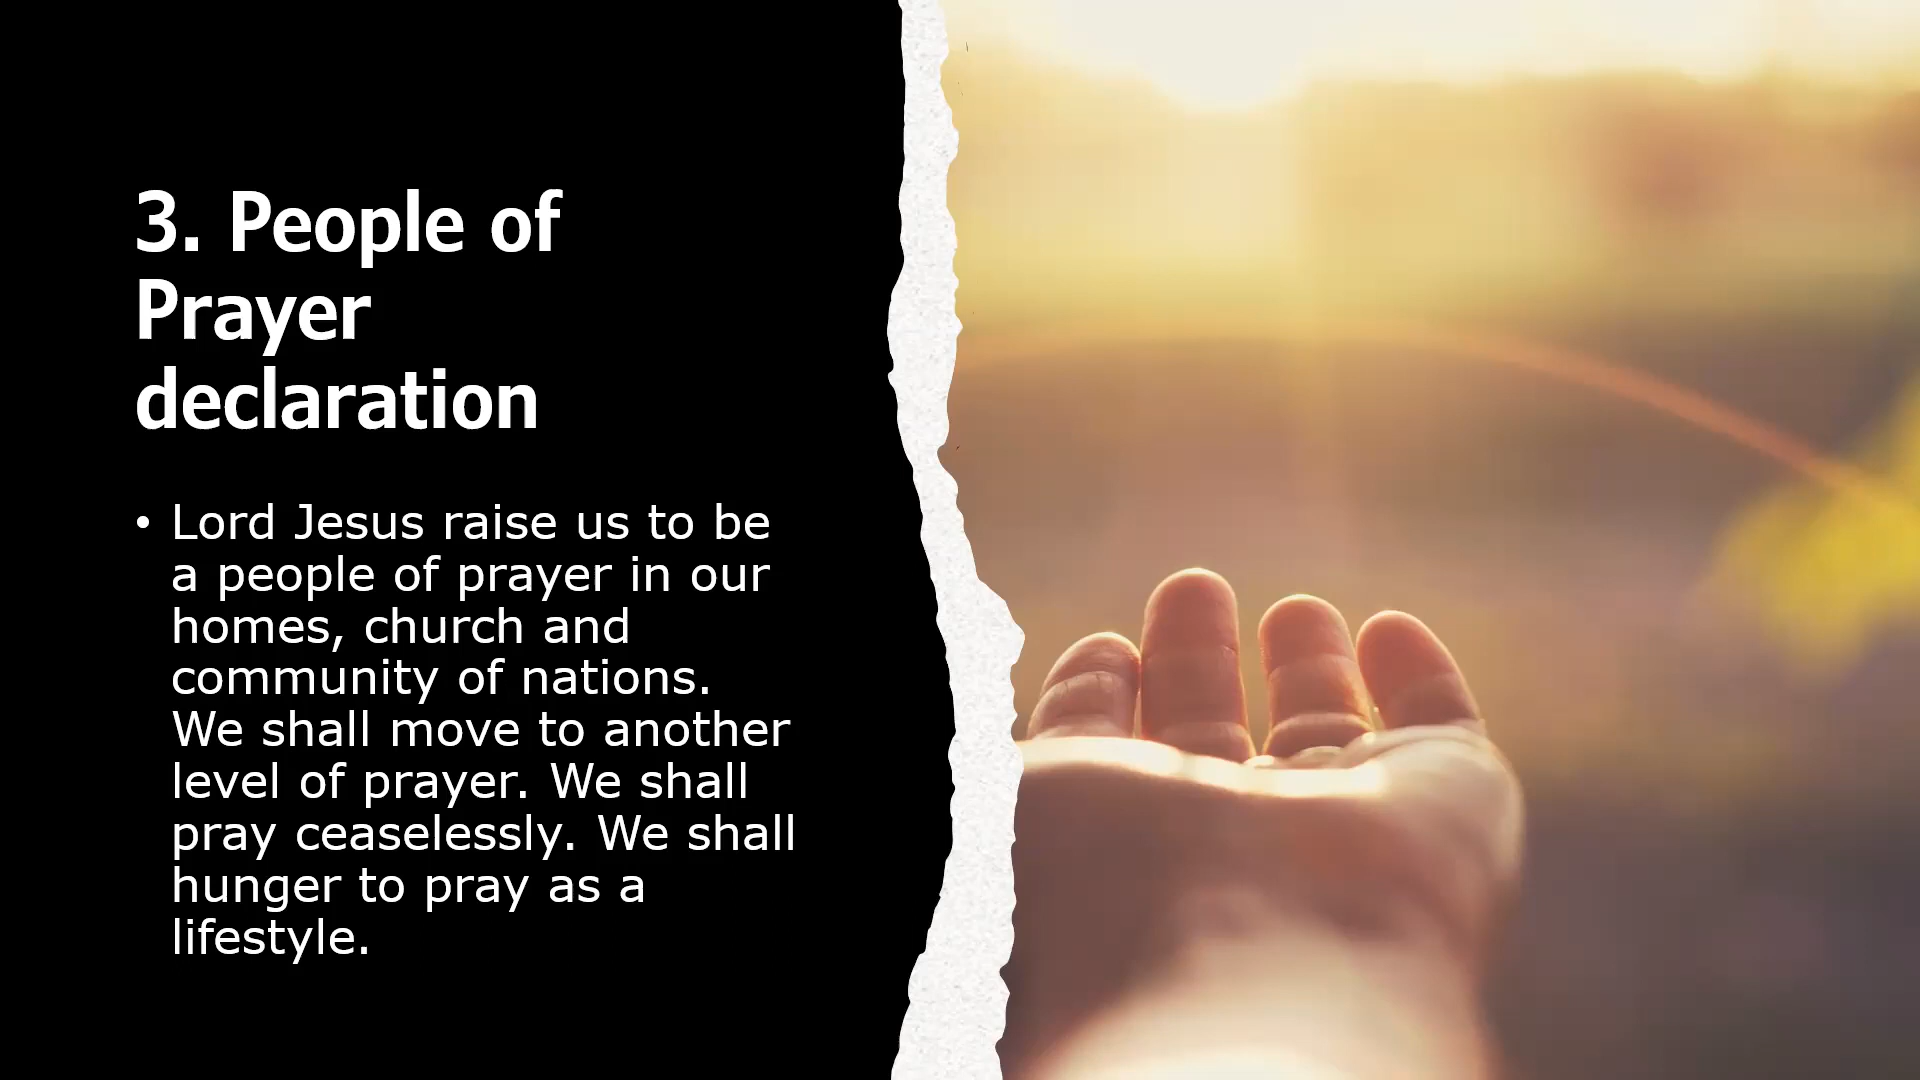 3. People of
Prayer
declaration
• Lord Jesus raise us to be
a people of prayer in our
homes, church and
community of nations.
We shall move to another
level of prayer. We shall
pray ceaselessly. We shall
hunger to pray as a
lifestyle.